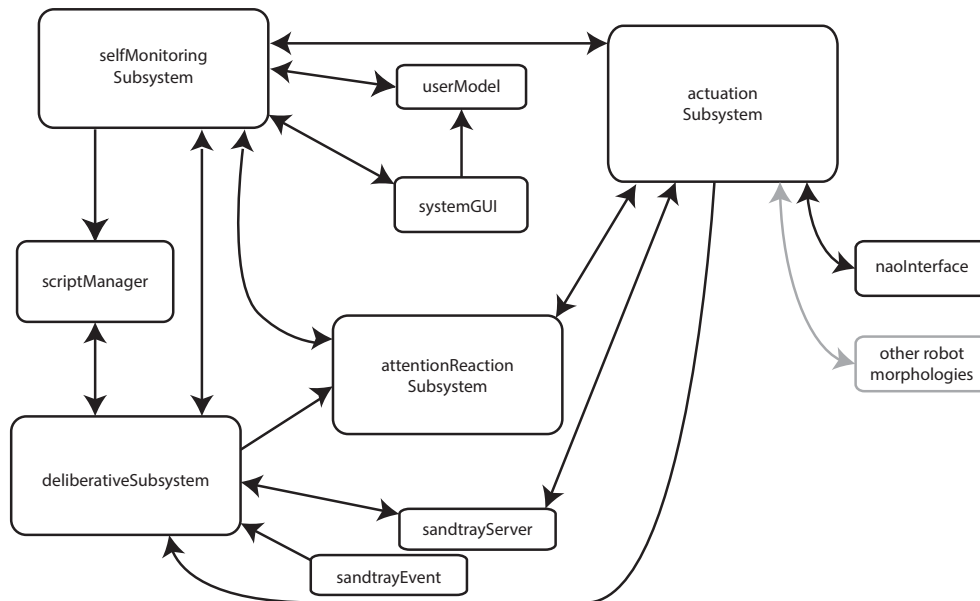 selfMonitoring
Subsystem
userModel
actuation
Subsystem
systemGUI
scriptManager
naoInterface
attentionReaction
Subsystem
other robot
morphologies
deliberativeSubsystem
sandtrayServer
sandtrayEvent